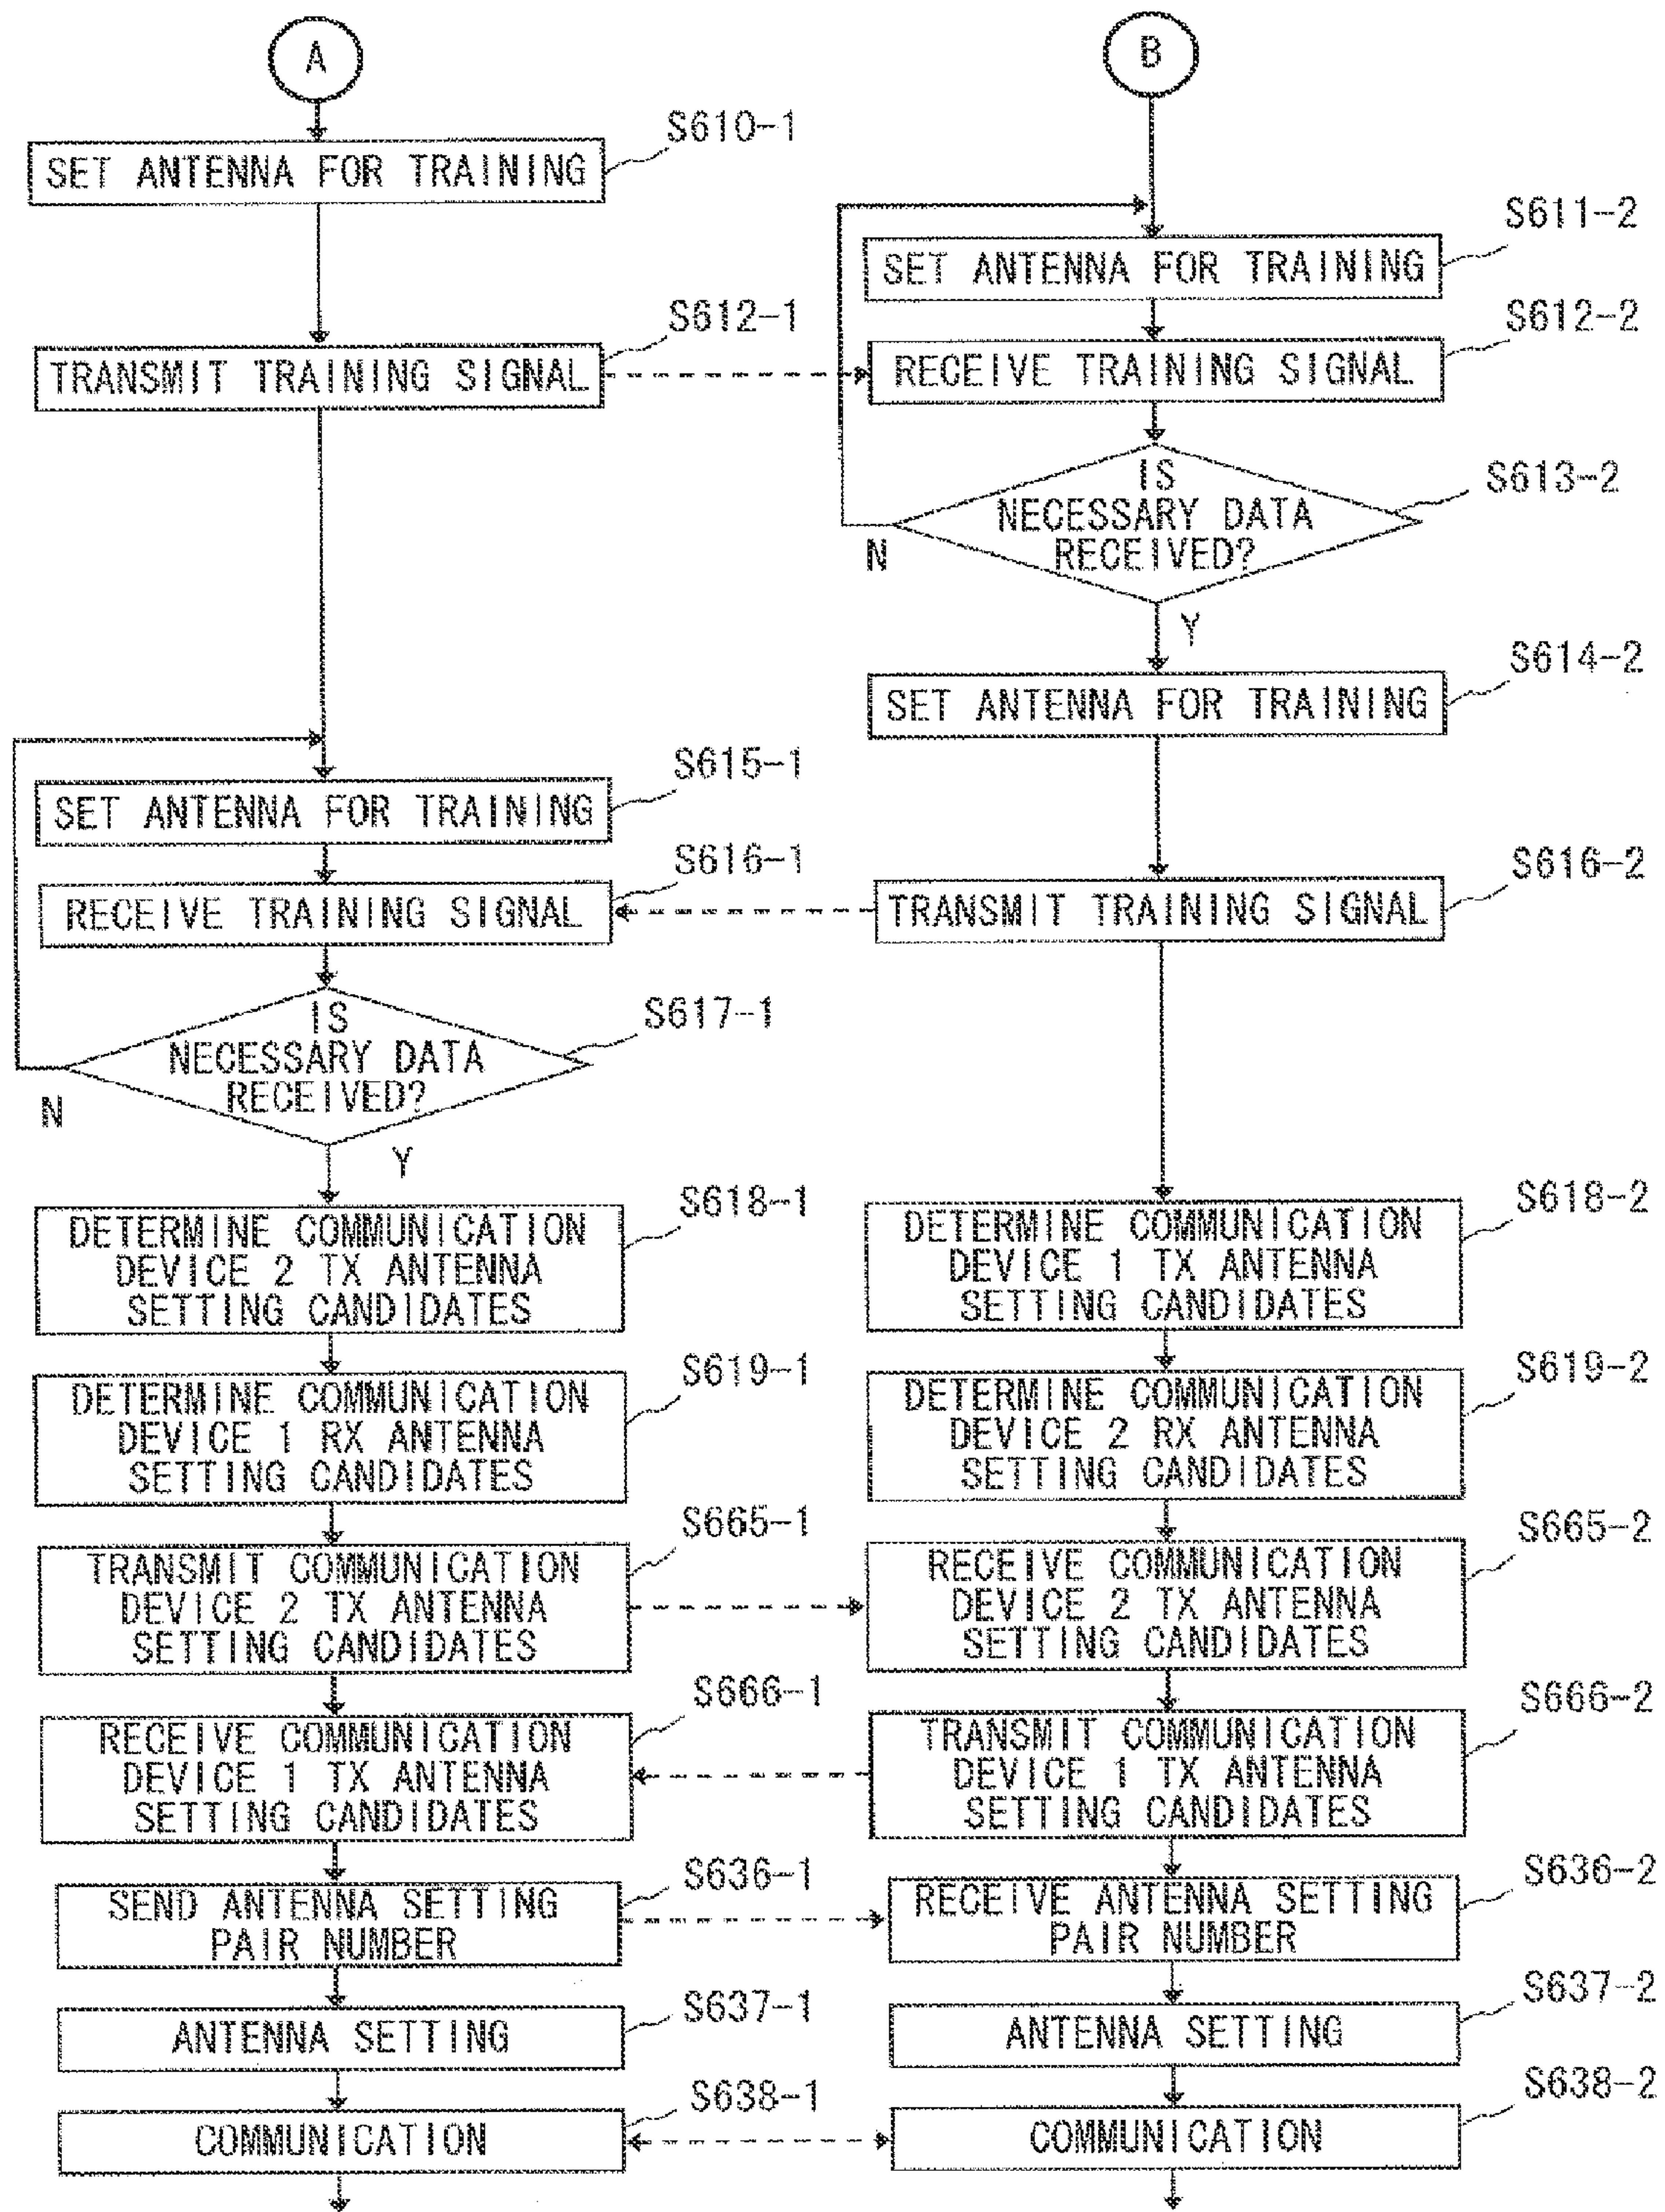 A
S610-1
SET ANTENNA FOR TRAINING
S612-1
TRANSMIT TRAINING SIGNAL
S615-1
SET ANTENNA FOR TRAINING
S616-1
RECEIVE TRAINING SIGNAL
S617-1
IS
NECESSARY DATA
RECEIVED?
N
Y
S618-1
DETERMINE COMMUNICATION
DEVICE 2 TX ANTENNA
SETTING CANDIDATES
S619-1
DETERMINE COMMUNICATION
DEVICE 1 RX ANTENNA
SETTING CANDIDATES
S665-1
TRANSMIT COMMUNICATION
DEVICE 2 TX ANTENNA
SETTING CANDIDATES
S666-1
RECEIVE COMMUNICATION
DEVICE 1 TX ANTENNA
SETTING CANDIDATES
S636-1
SEND ANTENNA SETTING
PAIR NUMBER
S637-1
ANTENNA SETTING
S638-1
COMMUNICATION
B
S611-2
SET ANTENNA FOR TRAINING
S612-2
RECEIVE TRAINING SIGNAL
S613-2
IS
NECESSARY DATA
RECEIVED?
N
Y
S614-2
SET ANTENNA FOR TRAINING
S616-2
TRANSMIT TRAINING SIGNAL
S618-2
DETERMINE COMMUNICATION
DEVICE 1 TX ANTENNA
SETTING CANDIDATES
S619-2
DETERMINE COMMUNICATION
DEVICE 2 RX ANTENNA
SETTING CANDIDATES
S665-2
RECEIVE COMMUNICATION
DEVICE 2 TX ANTENNA
SETTING CANDIDATES
S666-2
TRANSMIT COMMUNICATION
DEVICE 1 TX ANTENNA
SETTING CANDIDATES
S636-2
RECEIVE ANTENNA SETTING
PAIR NUMBER
S637-2
ANTENNA SETTING
S638-2
COMMUNICATION